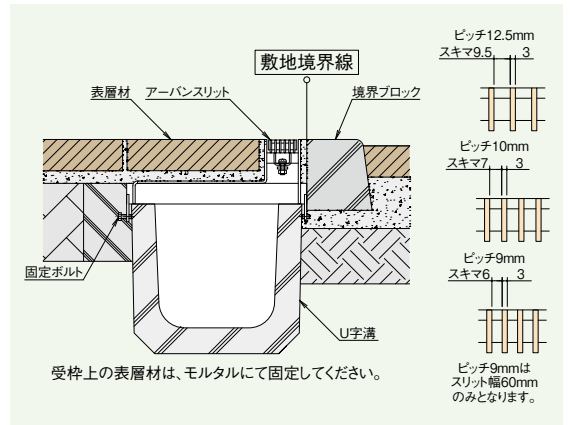 敷地境界線
表層材
アーバンスリット
境界ブロック
固定ボルト
U字溝
受枠上の表層材は、モルタルにて固定してください。
ピッチ12.5mm
スキマ9.5 3
ピッチ10mm
スキマ7 3
ピッチ9mm
スキマ6 3
ピッチ9mmは
スリット幅60mm
のみとなります。